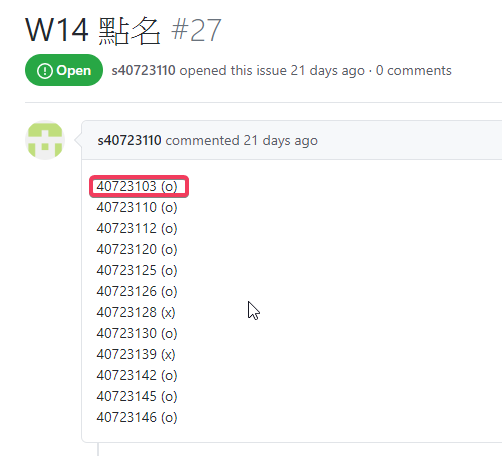 W14 點名 #27
Open s40723110 opened this issue 21 days ago · 0 comments
s40723110 commented 21 days ago
40723103 (o)
40723110 (o)
40723112 (o)
40723120 (o)
40723125 (o)
40723126 (o)
40723128 (x)
40723130 (o)
40723139 (x)
40723142 (o)
40723145 (o)
40723146 (o)